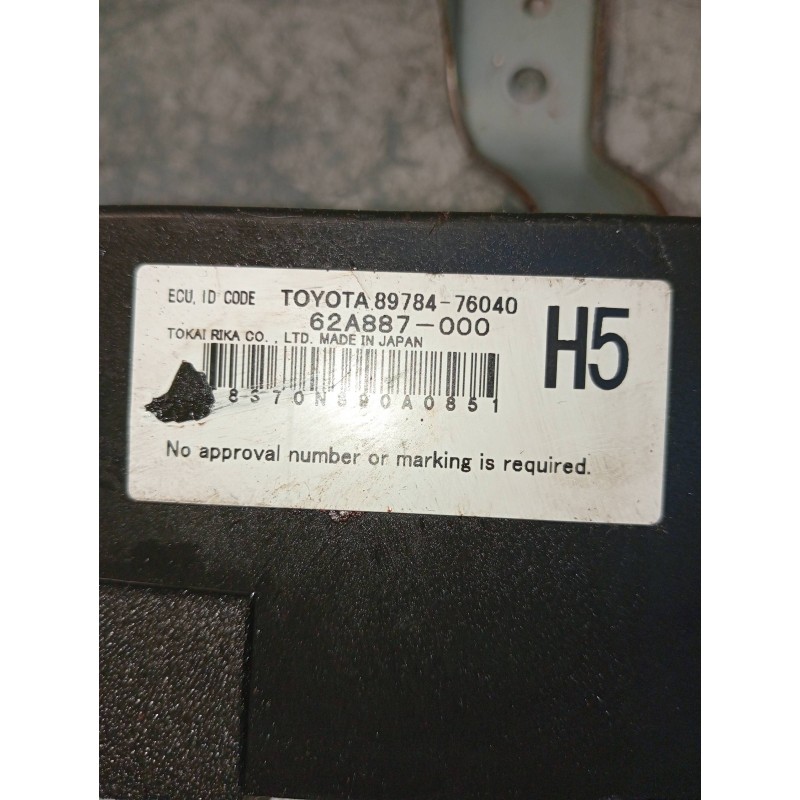 ECU, ID CODE TOYOTA 89784-76040
62A887-000
TOKAI RIKA CO., LTD. MADE IN JAPAN
H5
8370N890A0851
No approval number or marking is required.